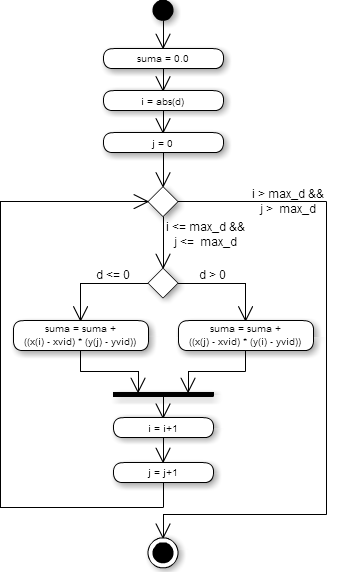 suma = 0.0
i = abs(d)
j = 0
i > max_d &&
j > max_d
i <= max_d &&
j <= max_d
d <= 0
d > 0
suma = suma +
((x(i) - xvid) * (y(j) - yvid))
suma = suma +
((x(j) - xvid) * (y(i) - yvid))
i = i+1
j = j+1